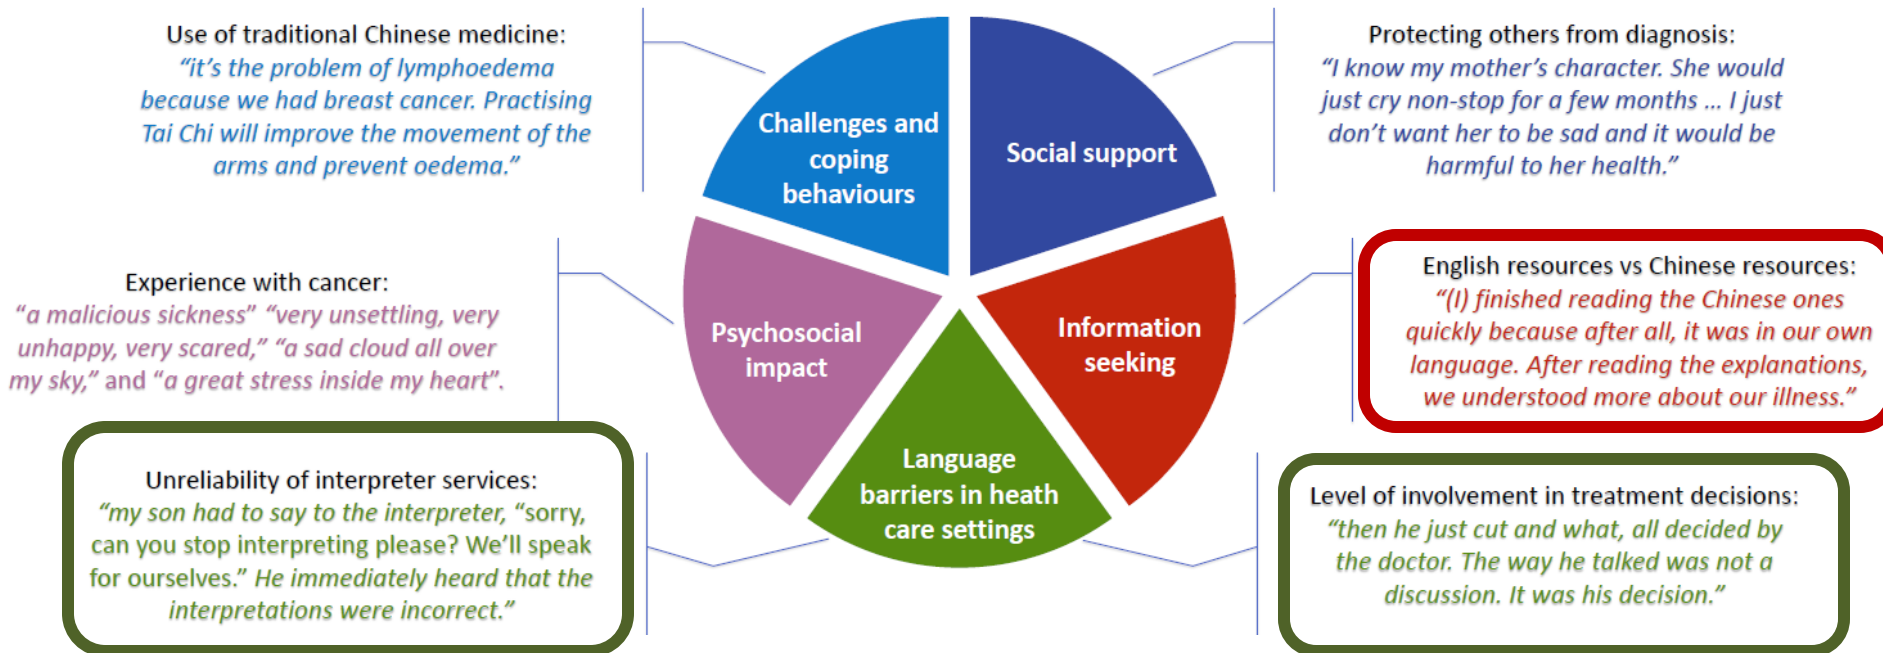 Use of traditional Chinese medicine:
“it’s the problem of lymphoedema
because we had breast cancer. Practising
Tai Chi will improve the movement of the
arms and prevent oedema.”
Challenges and
coping
behaviours
Social support
Protecting others from diagnosis:
“I know my mother’s character. She would
just cry non-stop for a few months ... I just
don’t want her to be sad and it would be
harmful to her health.”
Experience with cancer:
“a malicious sickness” “very unsettling, very
unhappy, very scared,” “a sad cloud all over
my sky,” and “a great stress inside my heart”.
Psychosocial
impact
Information
seeking
English resources vs Chinese resources:
“(I) finished reading the Chinese ones
quickly because after all, it was in our own
language. After reading the explanations,
we understood more about our illness.”
Unreliability of interpreter services:
“my son had to say to the interpreter, “sorry,
can you stop interpreting please? We’ll speak
for ourselves.” He immediately heard that the
interpretations were incorrect.”
Language
barriers in heath
care settings
Level of involvement in treatment decisions:
“then he just cut and what, all decided by
the doctor. The way he talked was not a
discussion. It was his decision.”